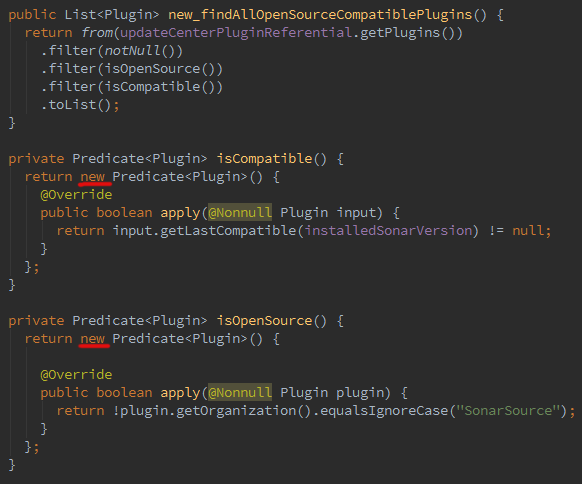 public List<Plugin> new_findAllOpenSourceCompatiblePlugins() {
return from(updateCenterPluginReferential.getPlugins())
.filter(notNull())
.filter(isOpenSource())
.filter(isCompatible())
.toList();
}
private Predicate<Plugin> isCompatible() {
return new Predicate<Plugin>() {
@Override
public boolean apply(@Nonnull Plugin input) {
return input.getLastCompatible(installedSonarVersion) != null;
}
};
}
private Predicate<Plugin> isOpenSource() {
return new Predicate<Plugin>() {
@Override
public boolean apply(@Nonnull Plugin plugin) {
return !plugin.getOrganization().equalsIgnoreCase("SonarSource");
}
};
}